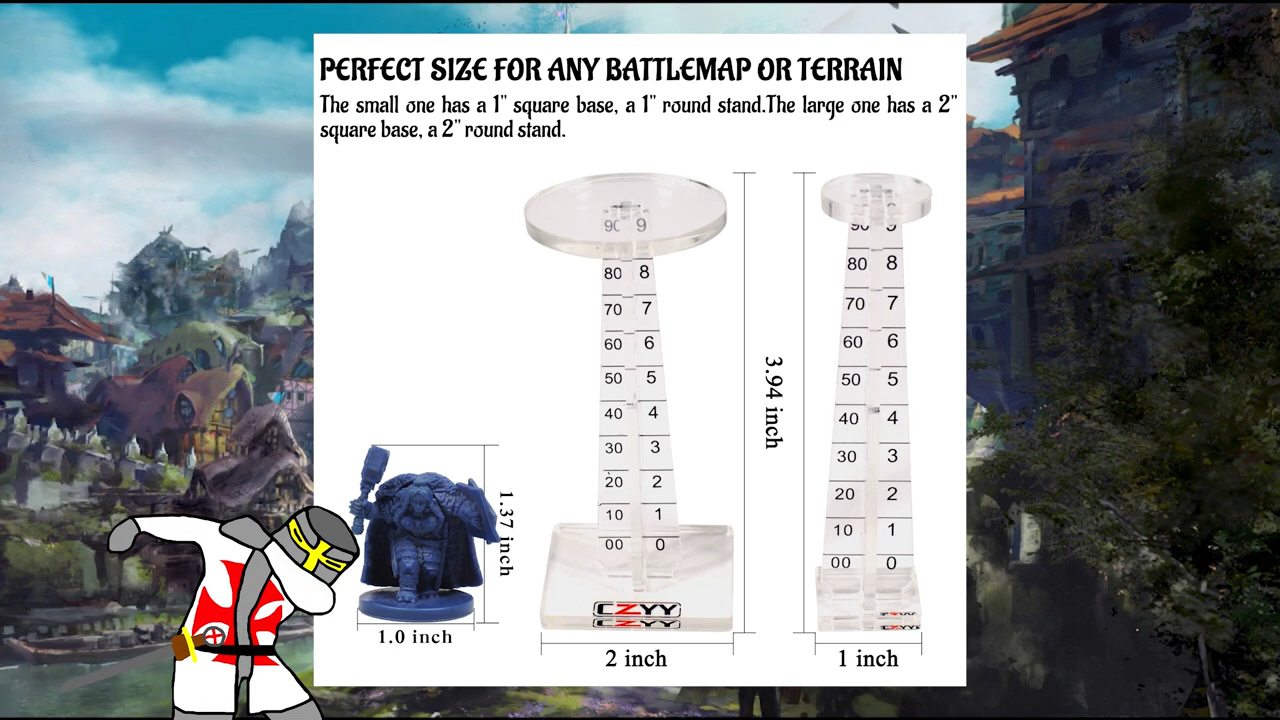 PERFECT SIZE FOR ANY BATTLEMAP OR TERRAIN
The small one has a 1" square base, a 1" round stand.The large one has a 2"
square base, a 2" round stand.
90 9
80 8
70 7
60 6
50 5
40 4
30 3
20 2
10 1
00 0
CZYY
CZYY
2 inch
3.94 inch
90 9
80 8
70 7
60 6
50 5
40 4
30 3
20 2
10 1
00 0
CZYY
CZYY
1 inch
1.37 inch
1.0 inch